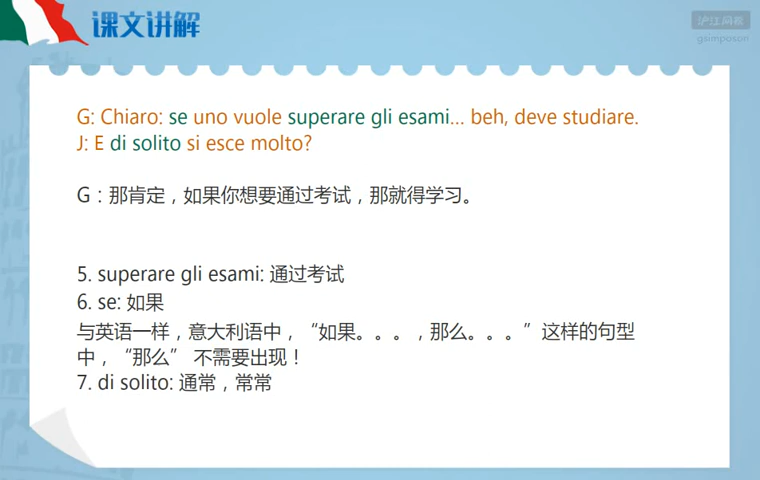 课文讲解
沪江网校
gaimposon
G: Chiaro: se uno vuole superare gli esami... beh, deve studiare.
J: E di solito si esce molto?
G：那肯定，如果你想要通过考试，那就得学习。
5. superare gli esami: 通过考试
6. se: 如果
与英语一样，意大利语中，“如果。。。，那么。。。”这样的句型
中，“那么” 不需要出现！
7. di solito: 通常，常常